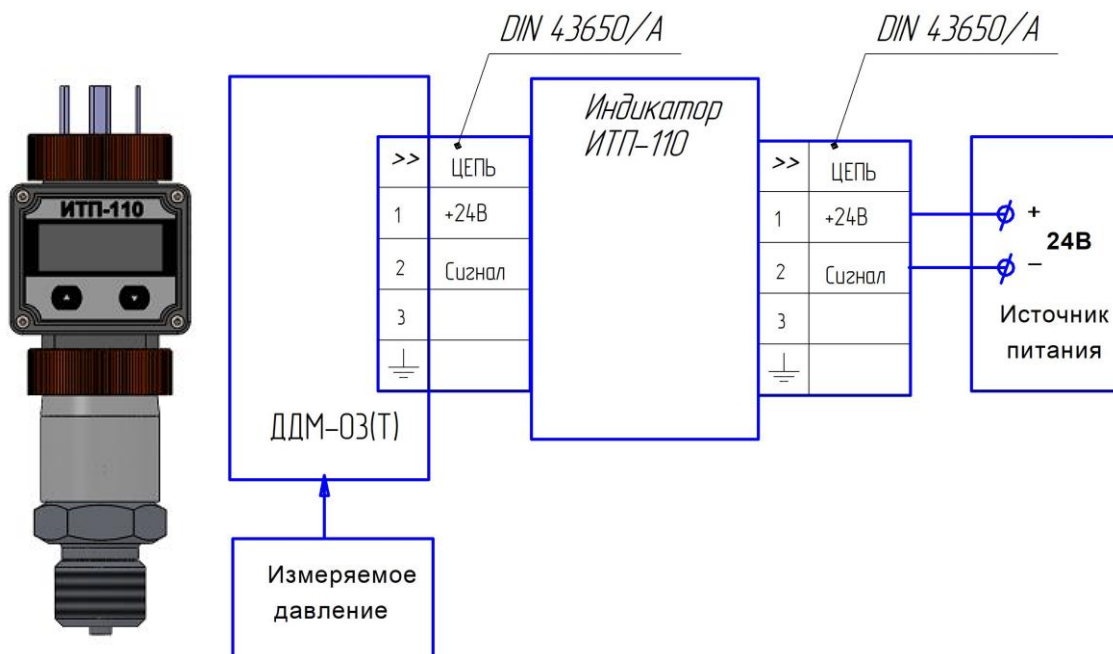 DIN 43650/A
DIN 43650/A
ИТП-110
>> ЦЕПЬ
1 +24В
2 Сигнал
3
Индикатор
ИТП-110
>> ЦЕПЬ
1 +24В
2 Сигнал
3
+
24В
–
Источник
питания
ДДМ-03(Т)
Измеряемое
давление